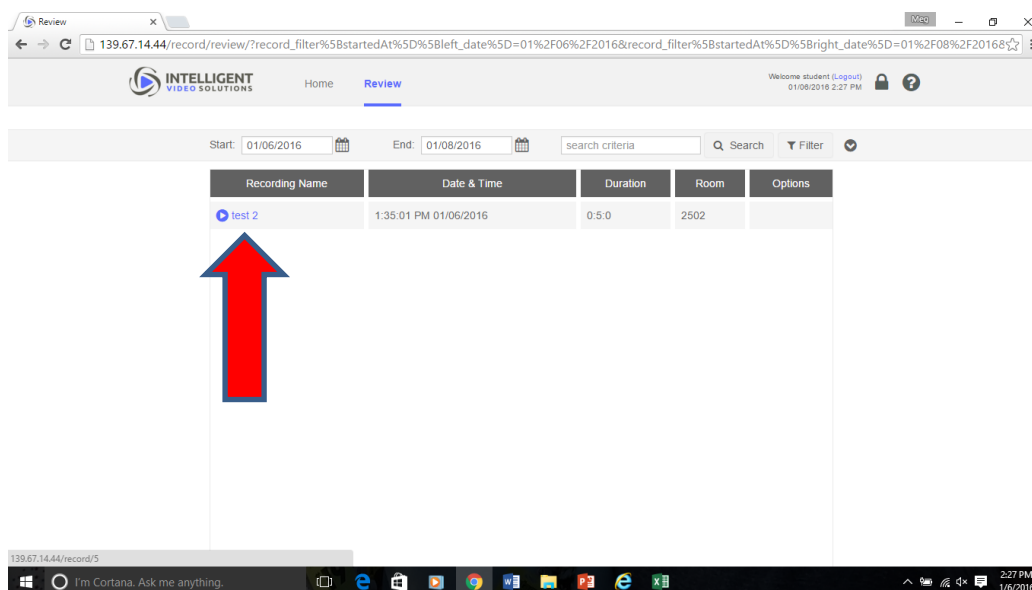 Review
Meg
139.67.14.44/record/review/?record_filter%5BstartedAt%5D%5Bleft_date%5D=01%2F06%2F2016&record_filter%5BstartedAt%5D%5Bright_date%5D=01%2F08%2F2016&
INTELLIGENT
VIDEO SOLUTIONS
Home
Review
Welcome student (Logout)
01/06/2016 2:27 PM
Start: 01/06/2016 End: 01/08/2016 search criteria Search Filter
Recording Name Date & Time Duration Room Options
test 2 1:35:01 PM 01/06/2016 0:5:0 2502
139.67.14.44/record/5
I'm Cortana. Ask me anything.
2:27 PM
1/6/2016